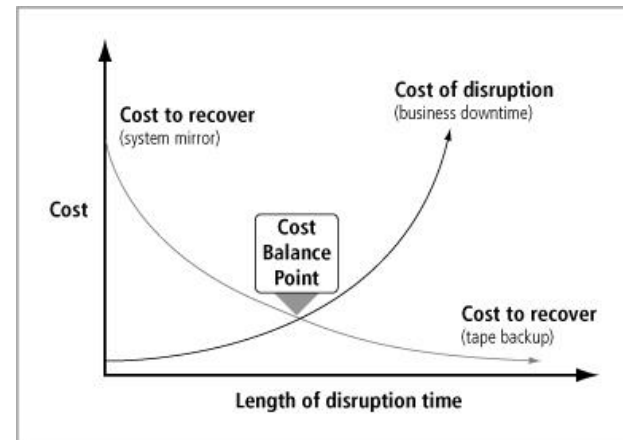 Cost of disruption
(business downtime)
Cost to recover
(system mirror)
Cost
Cost
Balance
Point
Cost to recover
(tape backup)
Length of disruption time